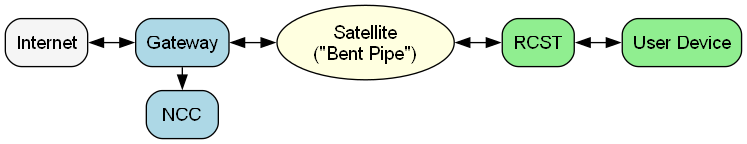 Internet
Gateway
Satellite
("Bent Pipe")
RCST
User Device
NCC